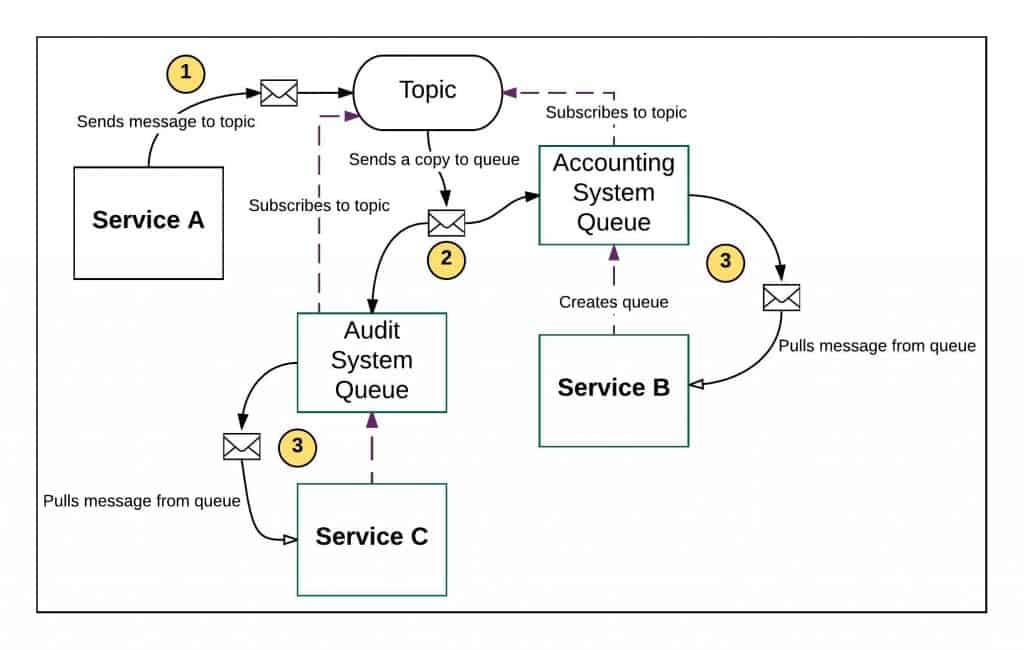 1
Topic
Sends message to topic
Subscribes to topic
Sends a copy to queue
Accounting
System
Queue
Service A
Subscribes to topic
2
3
Creates queue
Audit
System
Queue
Pulls message from queue
Service B
3
Pulls message from queue
Service C